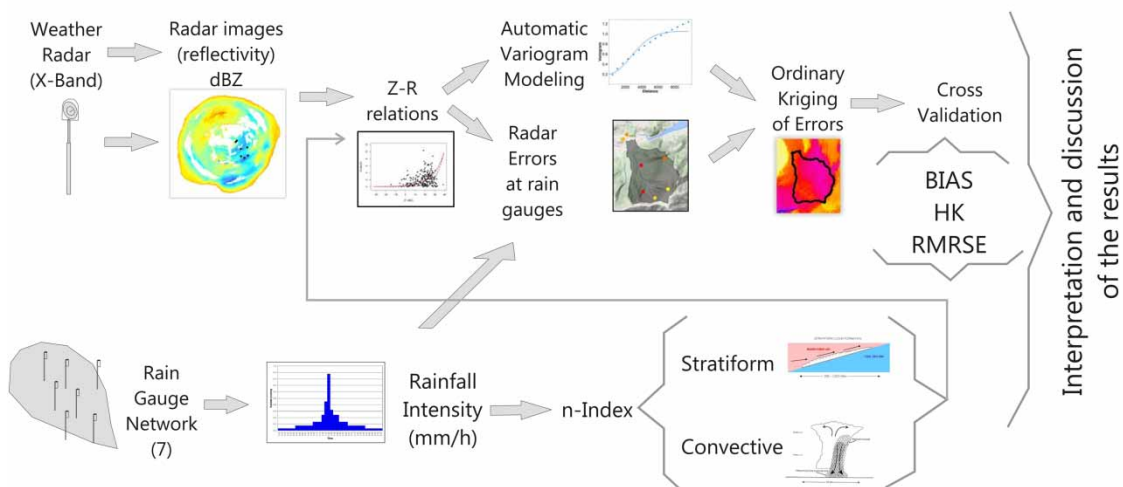 Weather
Radar
(X-Band)
Radar images
(reflectivity)
dBZ
Z-R
relations
Automatic
Variogram
Modeling
Radar
Errors
at rain
gauges
Ordinary
Kriging
of Errors
Cross
Validation
BIAS
HK
RMRSE
Interpretation and discussion
of the results
Rain
Gauge
Network
(7)
Rainfall
Intensity
(mm/h)
n-Index
Stratiform
Convective